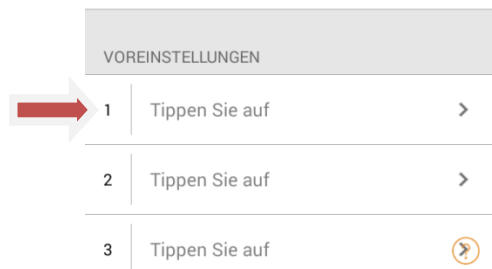 VOREINSTELLUNGEN
1 Tippen Sie auf
2 Tippen Sie auf
3 Tippen Sie auf ?